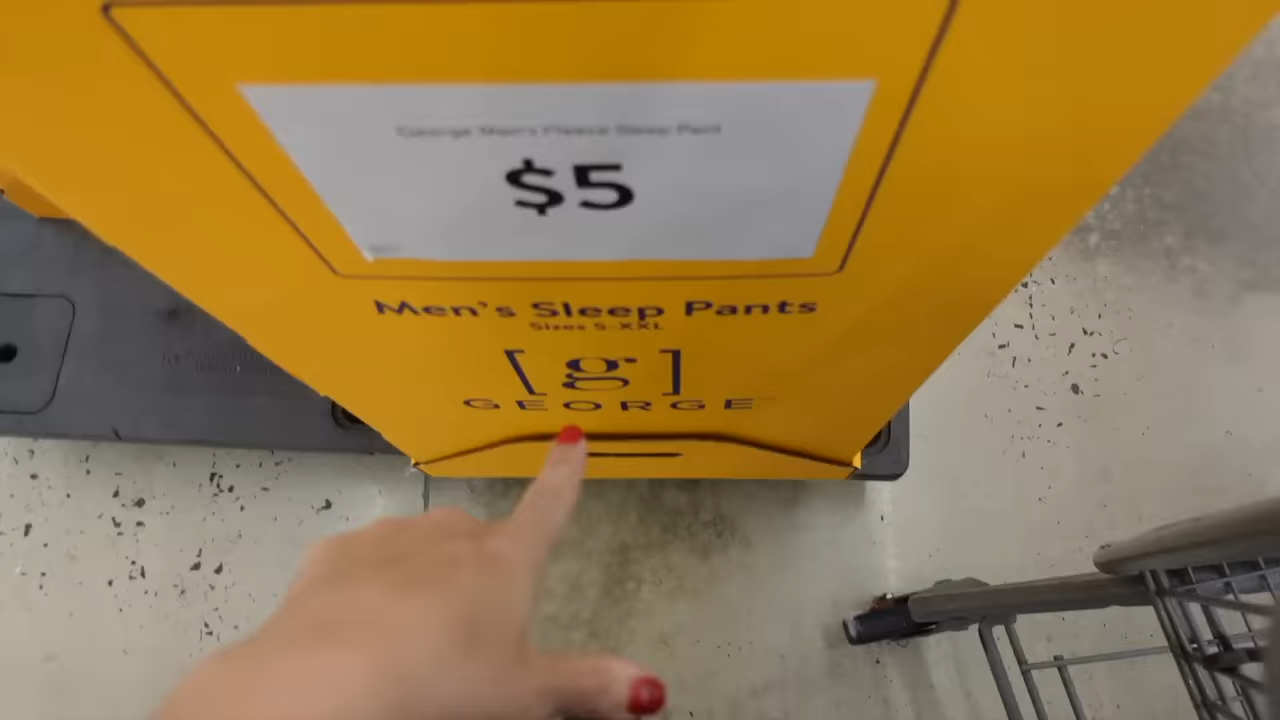 George Men's Fleece Sleep Pant
$5
Men's Sleep Pants
Sizes S-XXL
[g]
GEORGE